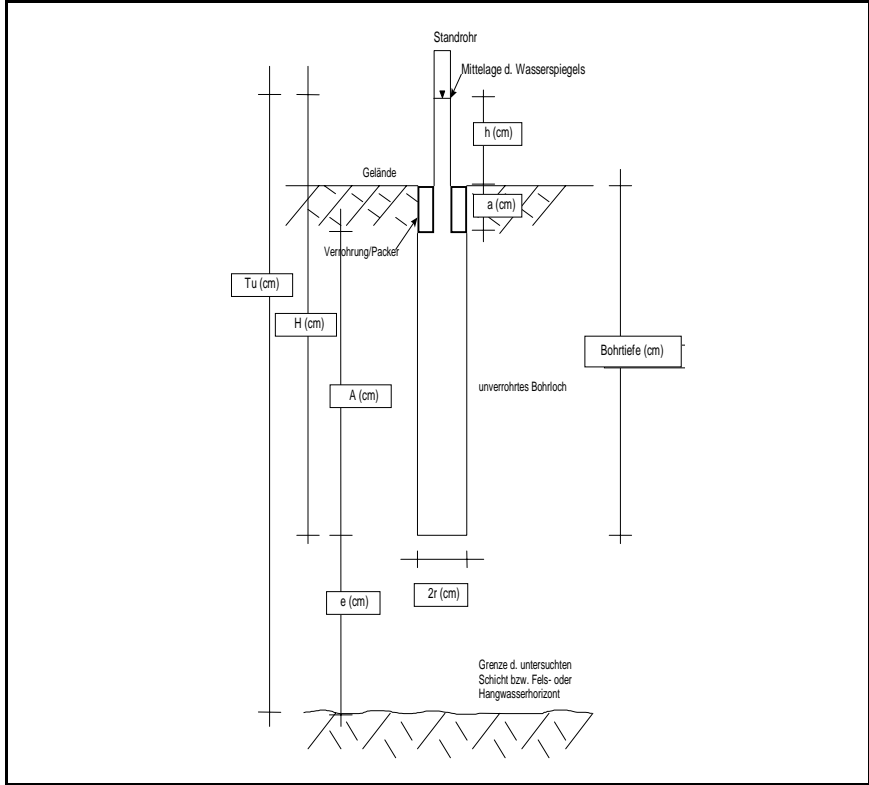 Standrohr
Mittelage d. Wasserspiegels
h (cm)
Gelände
a (cm)
Verrohrung/Packer
Tu (cm)
H (cm)
Bohrtiefe (cm)
A (cm)
unverrohrtes Bohrloch
2r (cm)
e (cm)
Grenze d. untersuchten
Schicht bzw. Fels- oder
Hangwasserhorizont